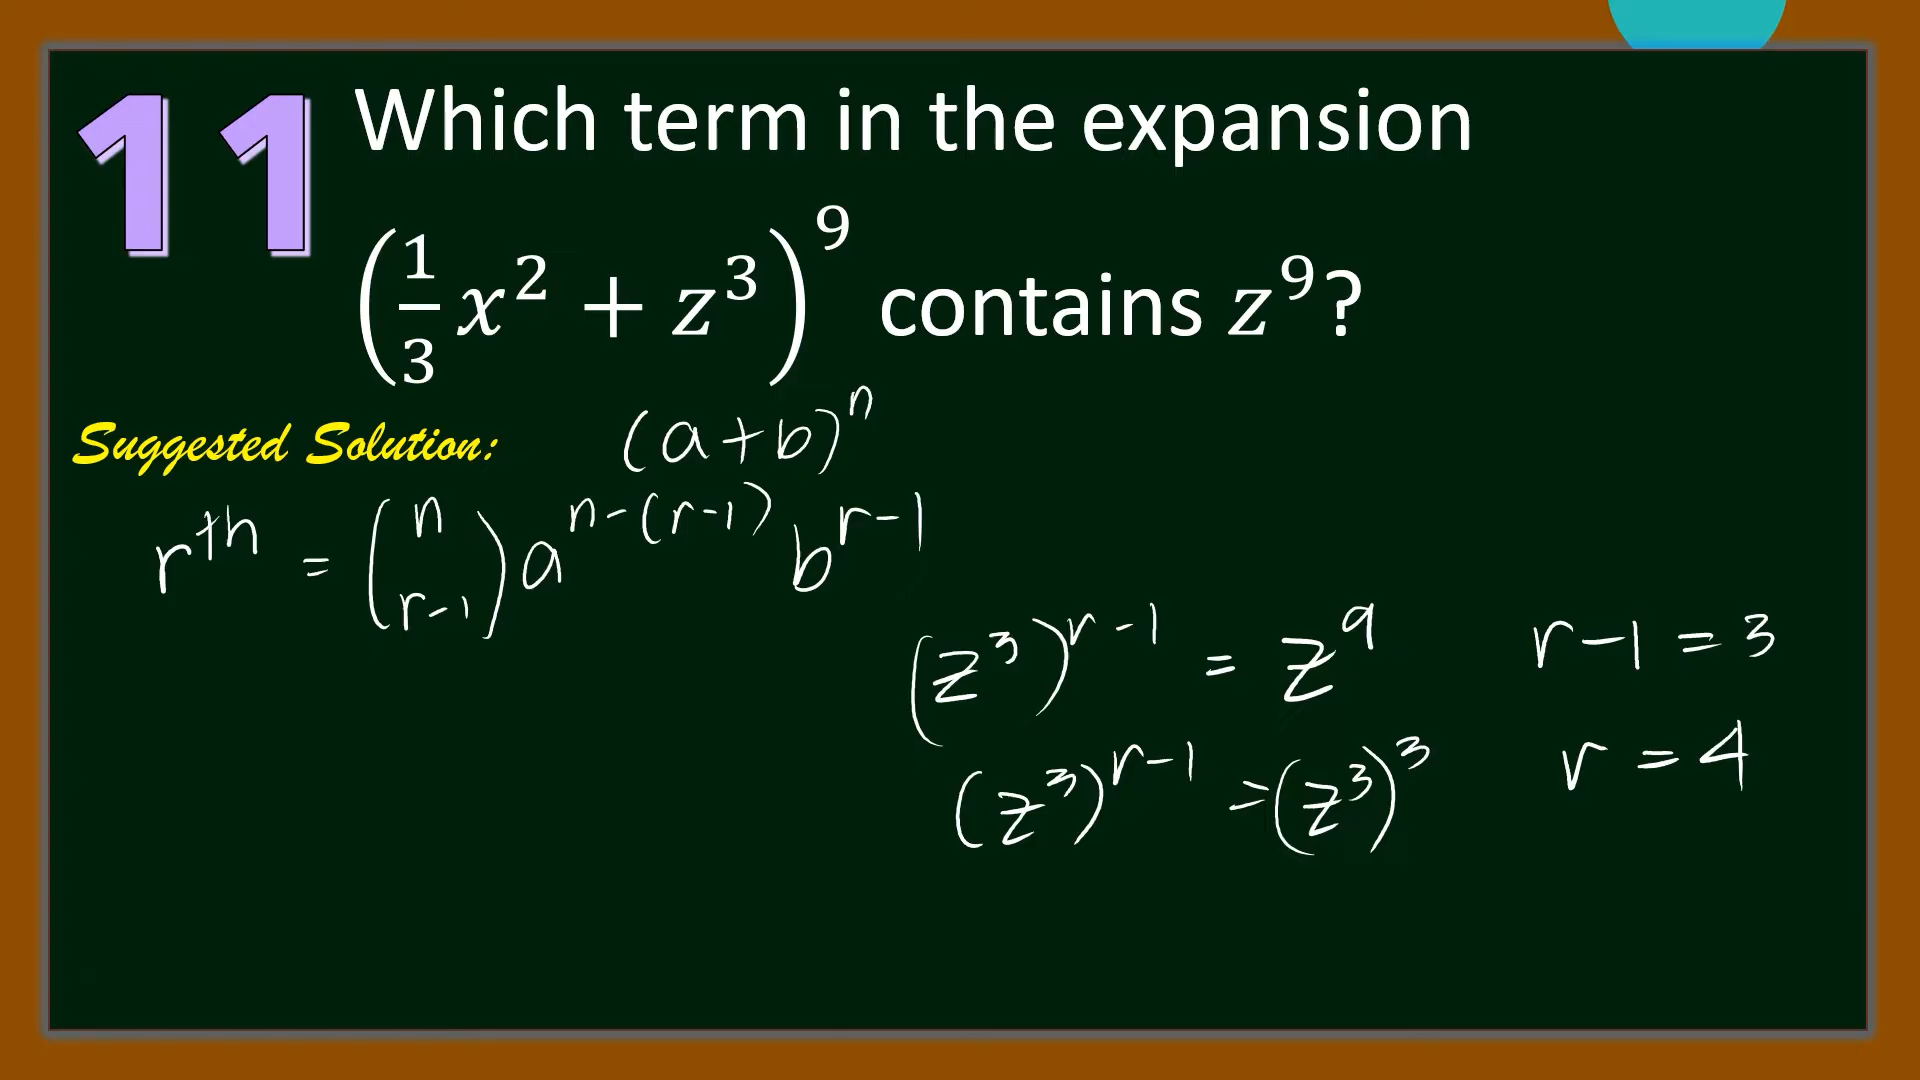 11 Which term in the expansion
(1/3 x² + z³)⁹ contains z⁹?
Suggested Solution: (a+b)ⁿ
rᵗʰ = (n r-1) a^(n-(r-1)) b^(r-1)
(z³)^(r-1) = z⁹ r-1 = 3
(z³)^(r-1) = (z³)³ r = 4